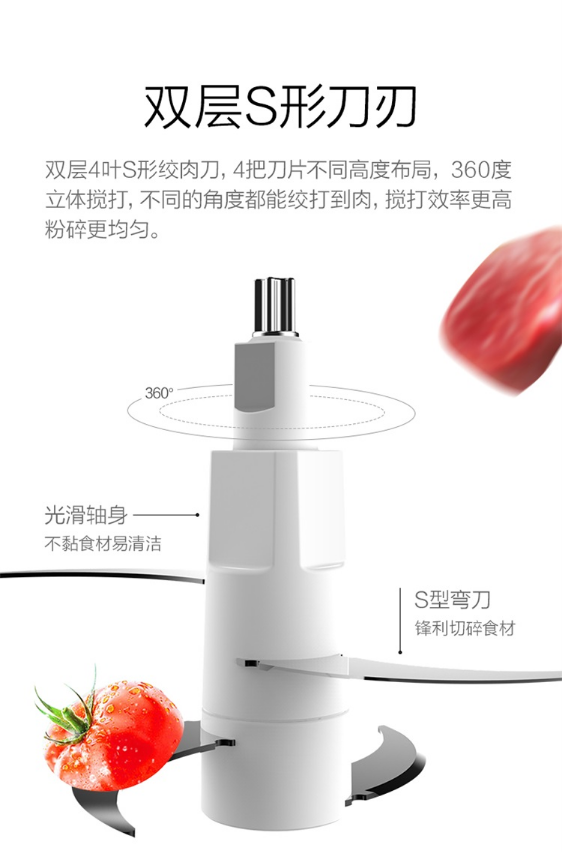 双层S形刀刃
双层4叶S形绞肉刀, 4把刀片不同高度布局, 360度
立体搅打, 不同的角度都能绞打到肉, 搅打效率更高
粉碎更均匀。
360°
光滑轴身
不黏食材易清洁
S型弯刀
锋利切碎食材